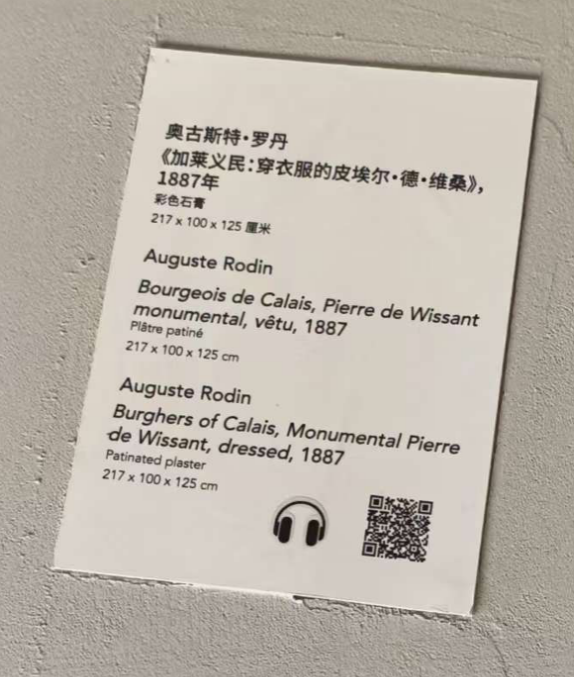 奥古斯特·罗丹
《加莱义民：穿衣服的皮埃尔·德·维桑》，
1887年
彩色石膏
217 x 100 x 125 厘米
Auguste Rodin
Bourgeois de Calais, Pierre de Wissant
monumental, vêtu, 1887
Plâtre patiné
217 x 100 x 125 cm
Auguste Rodin
Burghers of Calais, Monumental Pierre
de Wissant, dressed, 1887
Patinated plaster
217 x 100 x 125 cm